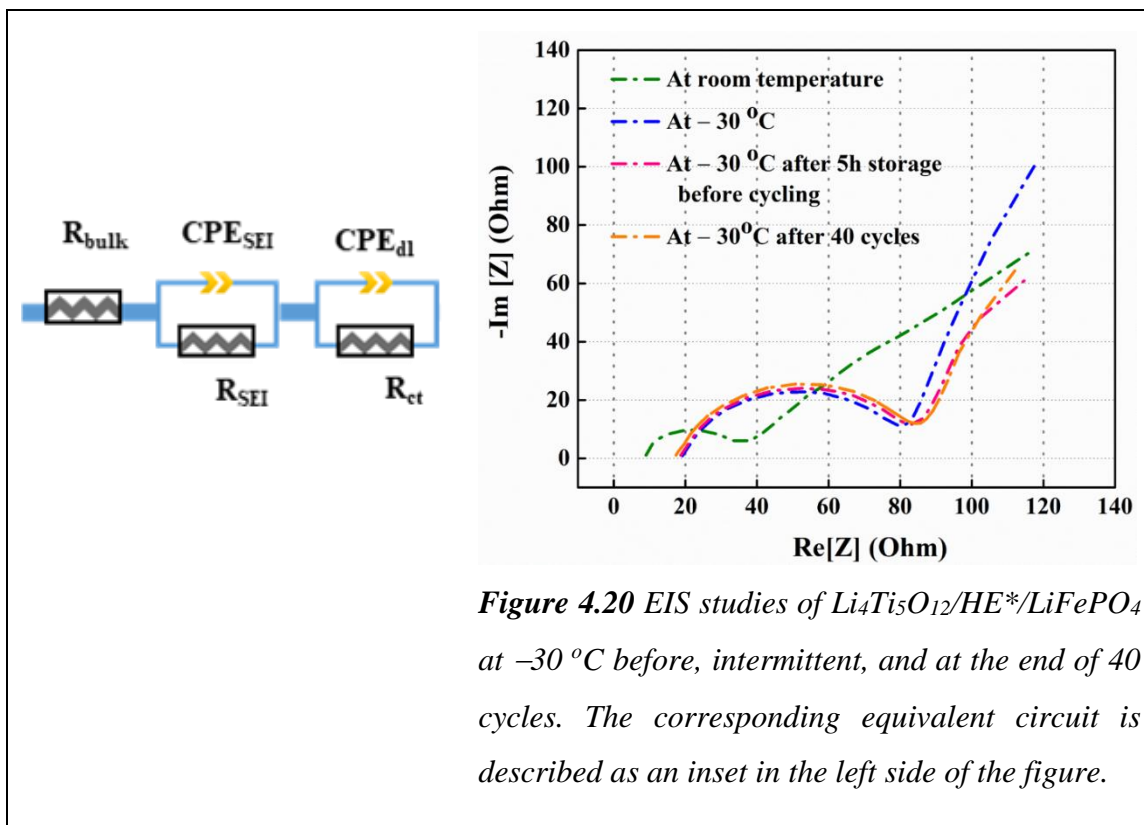 R_bulk
CPE_SEI
R_SEI
CPE_dl
R_ct
140
120
100
80
60
40
20
0
-Im [Z] (Ohm)
At room temperature
At – 30 °C
At – 30 °C after 5h storage
before cycling
At – 30°C after 40 cycles
0 20 40 60 80 100 120 140
Re[Z] (Ohm)
Figure 4.20 EIS studies of Li₄Ti₅O₁₂/HE*/LiFePO₄
at –30 °C before, intermittent, and at the end of 40
cycles. The corresponding equivalent circuit is
described as an inset in the left side of the figure.